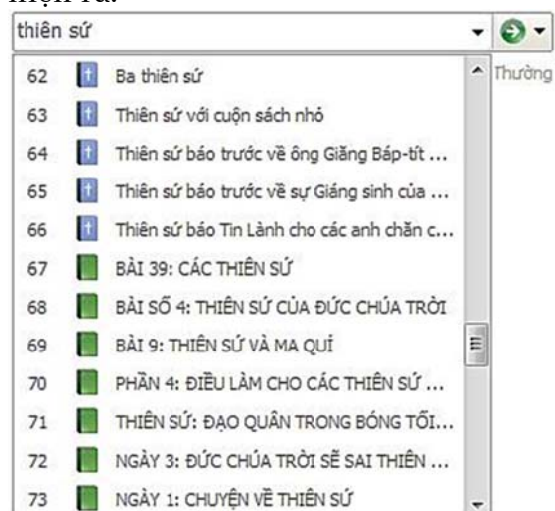 thiên sứ
Thường
62 Ba thiên sứ
63 Thiên sứ với cuộn sách nhỏ
64 Thiên sứ báo trước về ông Giăng Báp-tít ...
65 Thiên sứ báo trước về sự Giáng sinh của ...
66 Thiên sứ báo Tin Lành cho các anh chăn c...
67 BÀI 39: CÁC THIÊN SỨ
68 BÀI SỐ 4: THIÊN SỨ CỦA ĐỨC CHÚA TRỜI
69 BÀI 9: THIÊN SỨ VÀ MA QUÍ
70 PHẦN 4: ĐIỀU LÀM CHO CÁC THIÊN SỨ ...
71 THIÊN SỨ: ĐẠO QUÂN TRONG BÓNG TỐI...
72 NGÀY 3: ĐỨC CHÚA TRỜI SẼ SAI THIÊN ...
73 NGÀY 1: CHUYỆN VỀ THIÊN SỨ